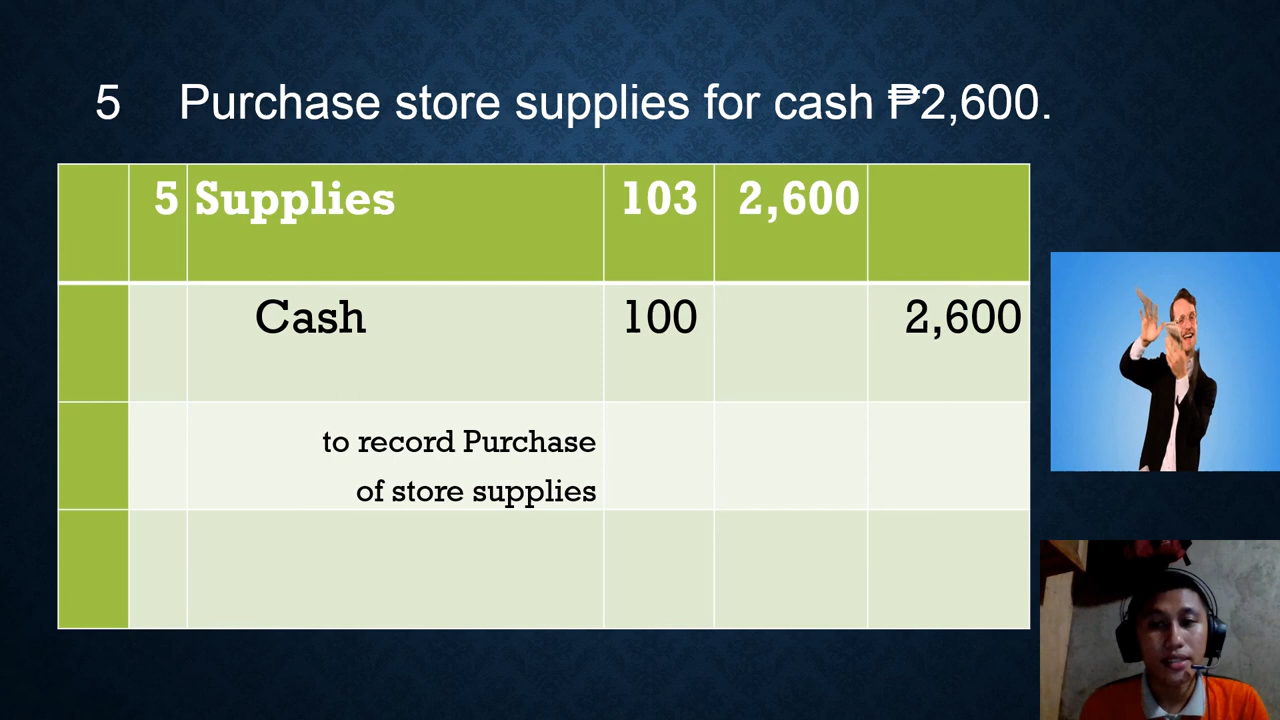 5 Purchase store supplies for cash ₱2,600.
5 Supplies 103 2,600
Cash 100 2,600
to record Purchase
of store supplies